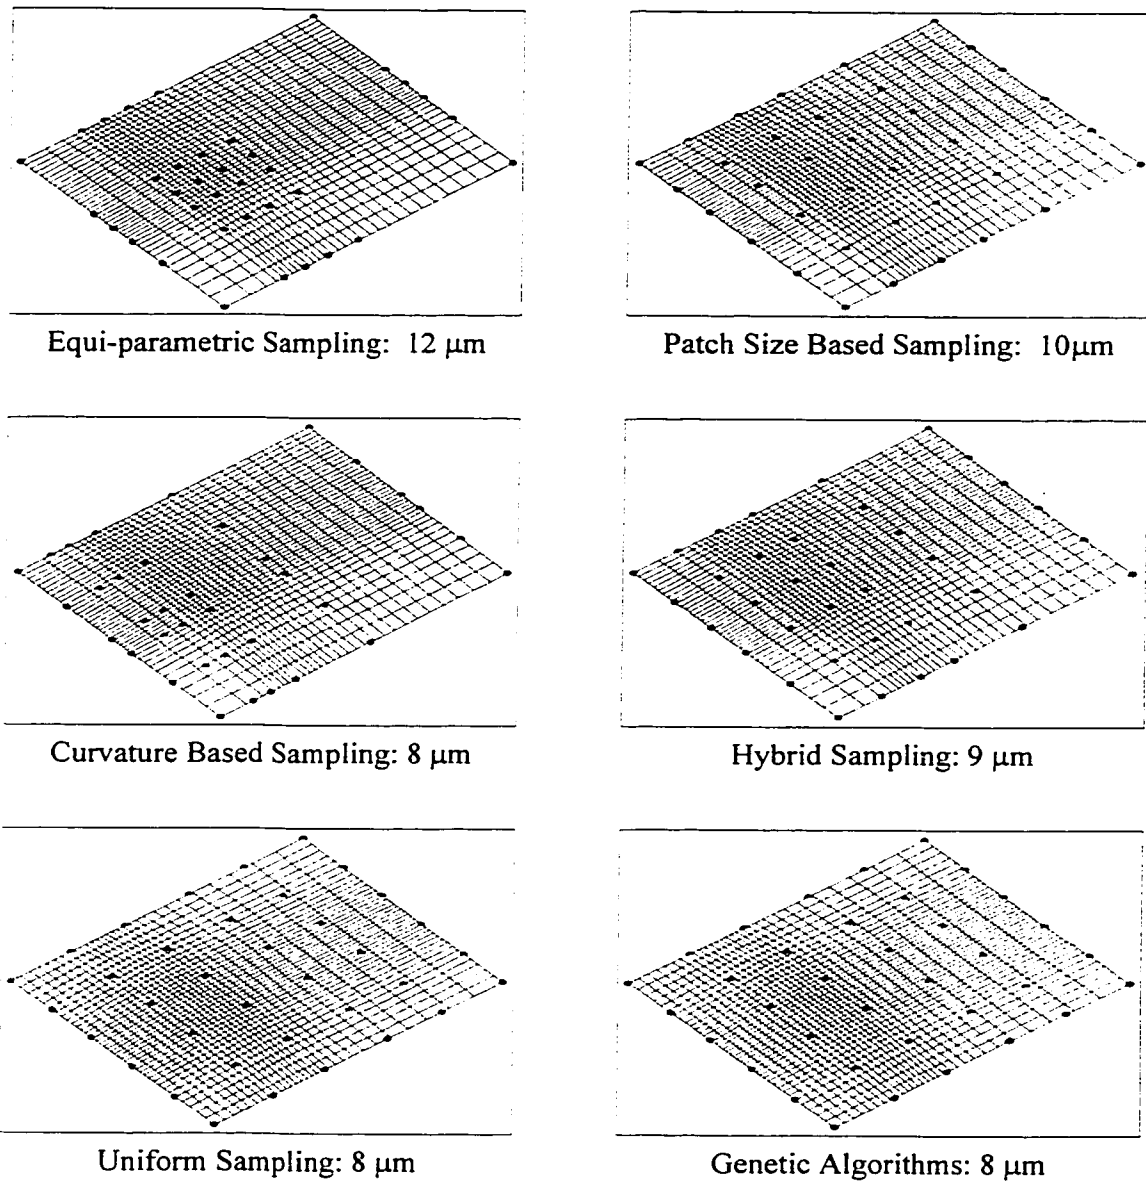 Equi-parametric Sampling: 12 μm
Patch Size Based Sampling: 10μm
Curvature Based Sampling: 8 μm
Hybrid Sampling: 9 μm
Uniform Sampling: 8 μm
Genetic Algorithms: 8 μm